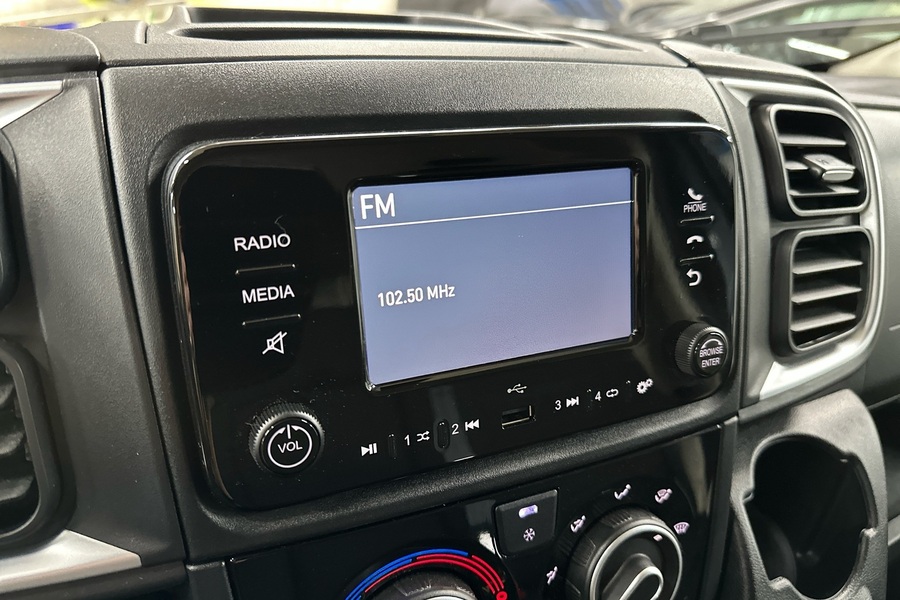 FM
RADIO
PHONE
MEDIA
102.50 MHz
BROWSE
ENTER
VOL
1
2
3
4